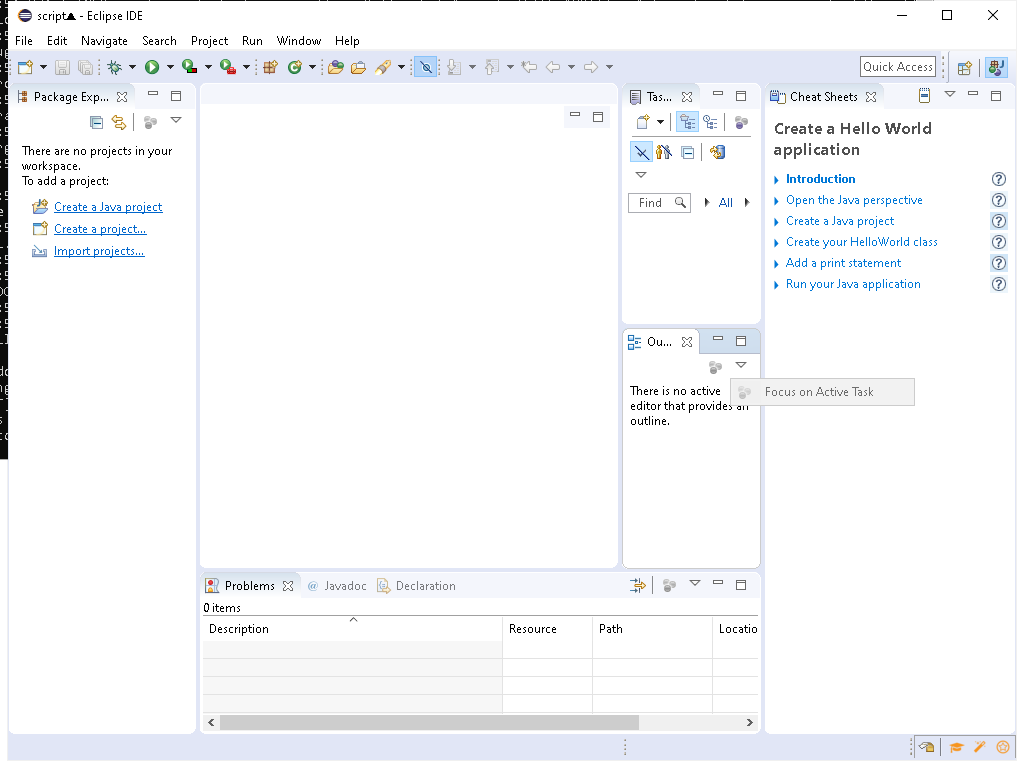 script▲ - Eclipse IDE
File Edit Navigate Search Project Run Window Help
Quick Access
Package Exp...
There are no projects in your
workspace.
To add a project:
Create a Java project
Create a project...
Import projects...
Tas...
Find
All
Cheat Sheets
Create a Hello World
application
Introduction
Open the Java perspective
Create a Java project
Create your HelloWorld class
Add a print statement
Run your Java application
Ou...
There is no active
editor that provides an
outline.
Focus on Active Task
Problems
@ Javadoc
Declaration
0 items
Description Resource Path Locatio